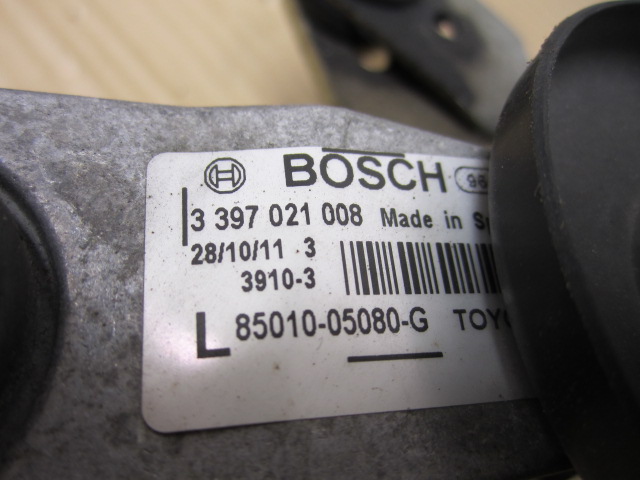 BOSCH
3 397 021 008 Made in
28/10/11 3
3910-3
L 85010-05080-G